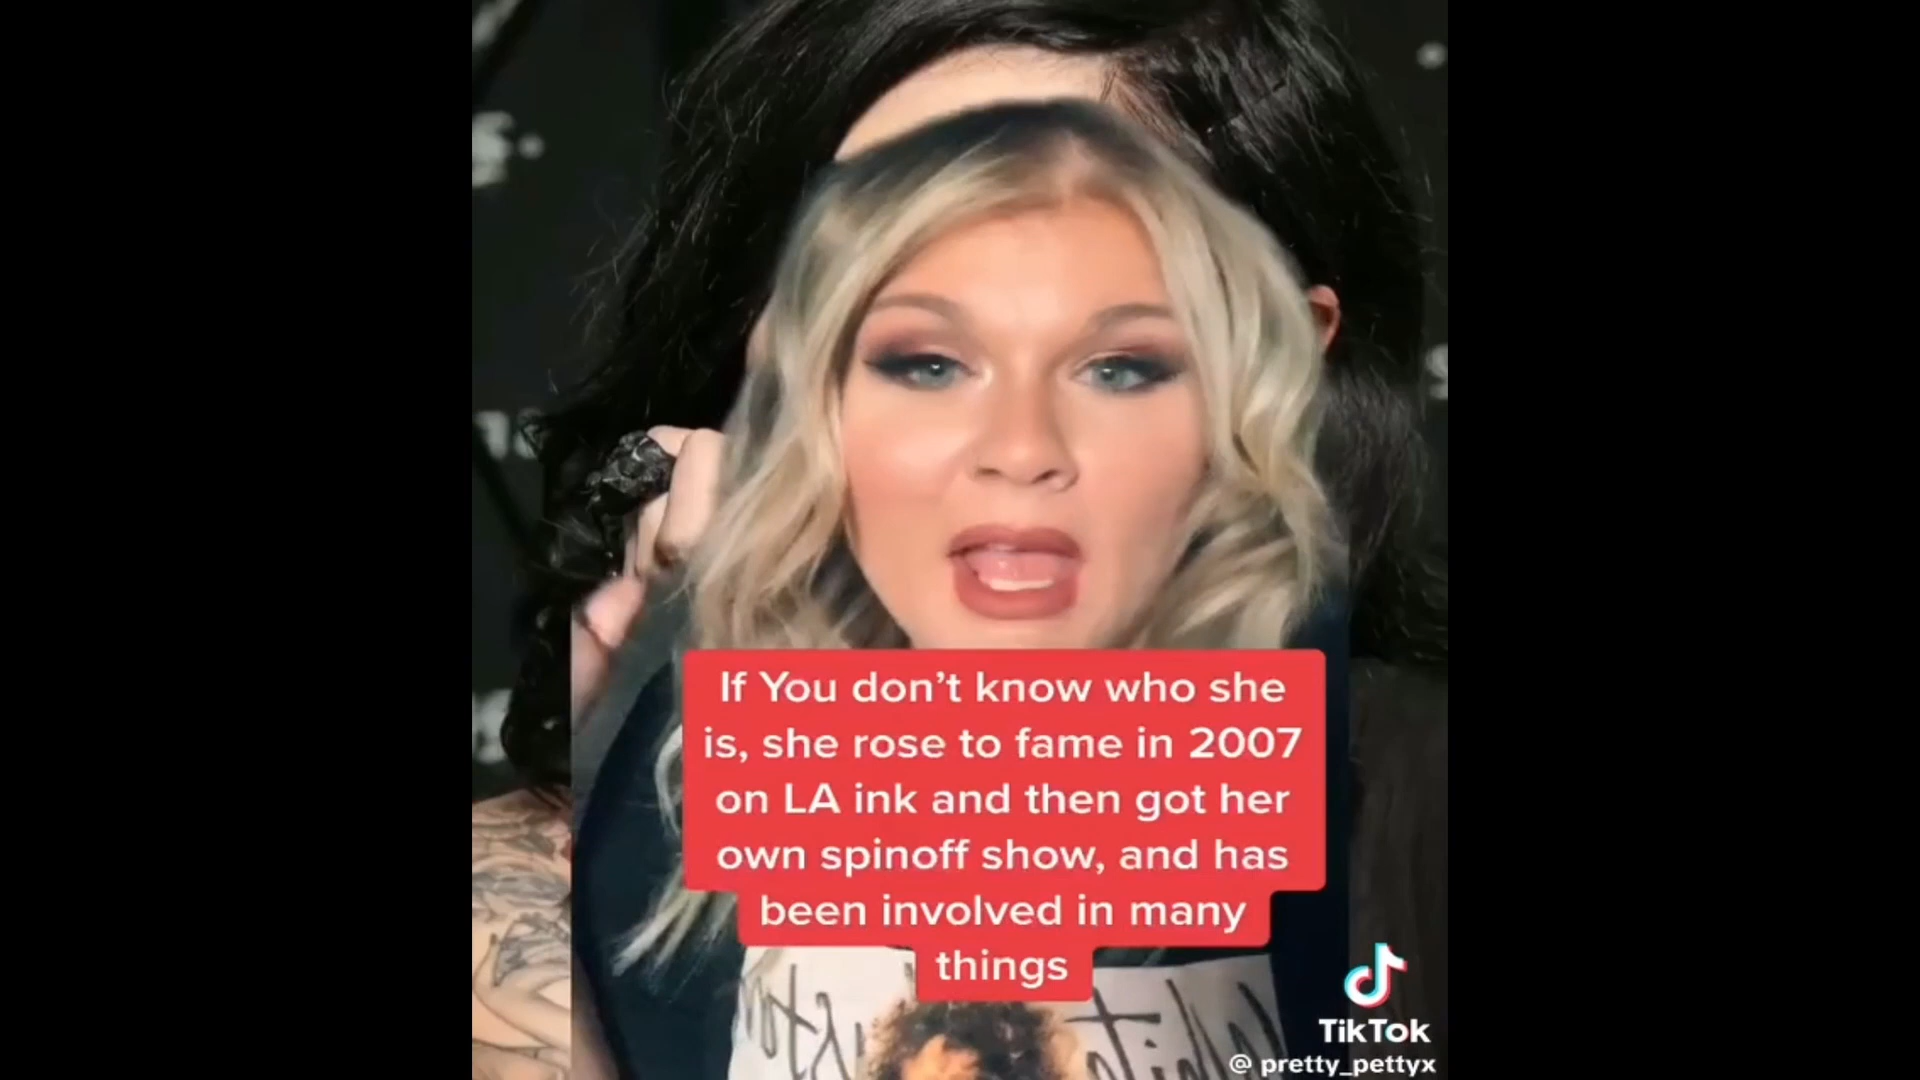 If You don't know who she
is, she rose to fame in 2007
on LA ink and then got her
own spinoff show, and has
been involved in many
things
TikTok
@ pretty_pettyx